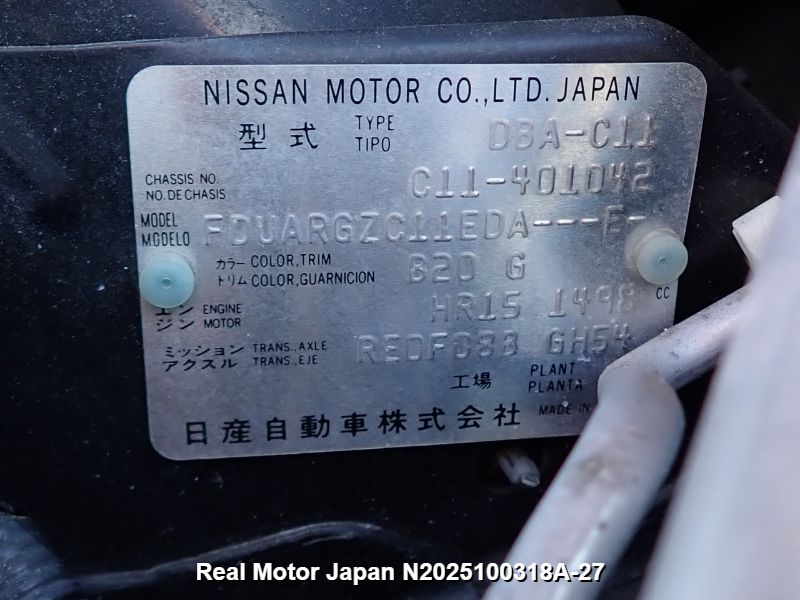 NISSAN MOTOR CO.,LTD. JAPAN
型式 TYPE TIPO DBA-C11
CHASSIS NO. NO. DE CHASIS C11-401042
MODEL MODELO FDUARGZC11EDA---E-
カラー COLOR,TRIM トリム COLOR,GUARNICION B20 G
エンジン ENGINE MOTOR HR15 1498 CC
ミッション TRANS.,AXLE アクスル TRANS.,EJE RE0F08B GH54
工場 PLANT PLANTA
日産自動車株式会社 MADE IN
Real Motor Japan N2025100318A-27